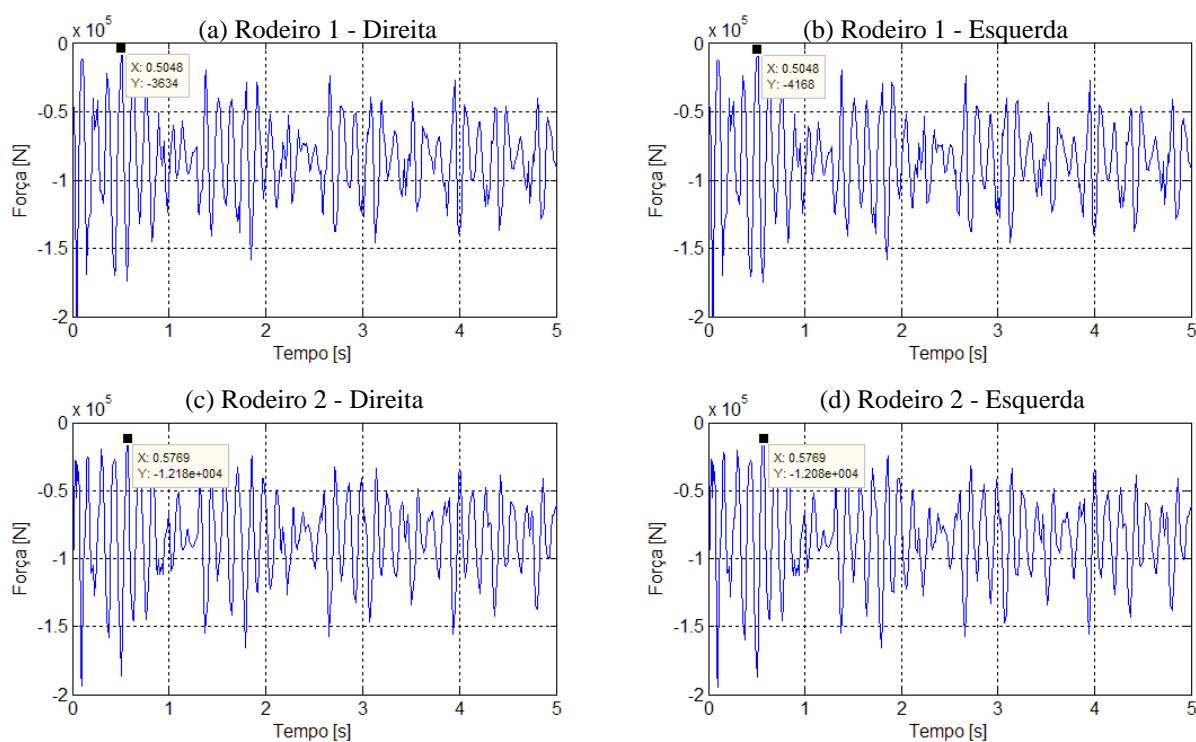 (a) Rodeiro 1 - Direita
x 10^5
0
-0.5
-1
-1.5
-2
Força [N]
X: 0.5048
Y: -3634
0 1 2 3 4 5
Tempo [s]
(b) Rodeiro 1 - Esquerda
x 10^5
0
-0.5
-1
-1.5
-2
Força [N]
X: 0.5048
Y: -4168
0 1 2 3 4 5
Tempo [s]
(c) Rodeiro 2 - Direita
x 10^5
0
-0.5
-1
-1.5
-2
Força [N]
X: 0.5769
Y: -1.218e+004
0 1 2 3 4 5
Tempo [s]
(d) Rodeiro 2 - Esquerda
x 10^5
0
-0.5
-1
-1.5
-2
Força [N]
X: 0.5769
Y: -1.208e+004
0 1 2 3 4 5
Tempo [s]